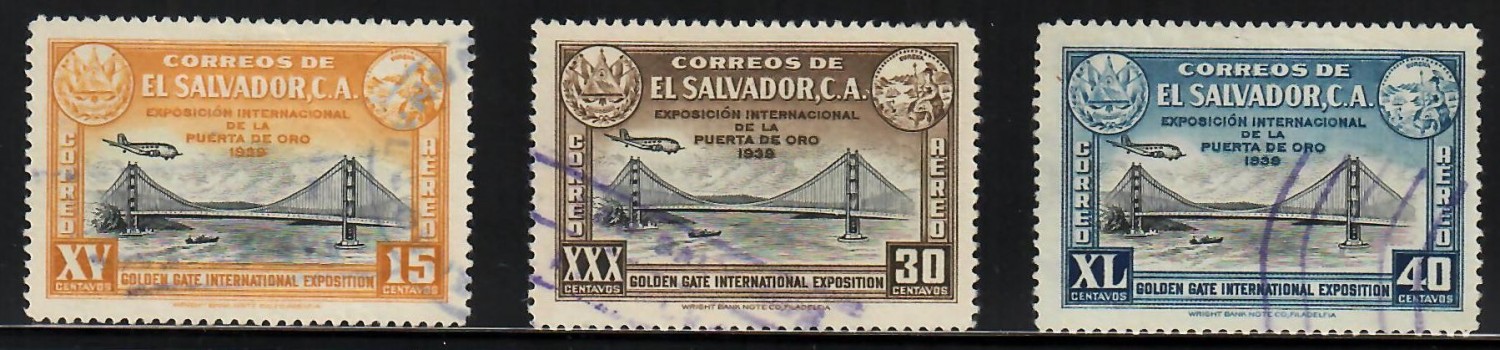 CORREOS DE
EL SALVADOR, C.A.
EXPOSICIÓN INTERNACIONAL
DE LA
PUERTA DE ORO
1939
CORREO
AEREO
XV
CENTAVOS
15
CENTAVOS
GOLDEN GATE INTERNATIONAL EXPOSITION
CORREOS DE
EL SALVADOR, C.A.
EXPOSICIÓN INTERNACIONAL
DE LA
PUERTA DE ORO
1939
CORREO
AEREO
XXX
CENTAVOS
30
CENTAVOS
GOLDEN GATE INTERNATIONAL EXPOSITION
WRIGHT BANK NOTE CO, FILADELFIA
CORREOS DE
EL SALVADOR, C.A.
EXPOSICIÓN INTERNACIONAL
DE LA
PUERTA DE ORO
1939
CORREO
AEREO
XL
CENTAVOS
40
CENTAVOS
GOLDEN GATE INTERNATIONAL EXPOSITION
WRIGHT BANK NOTE CO, FILADELFIA